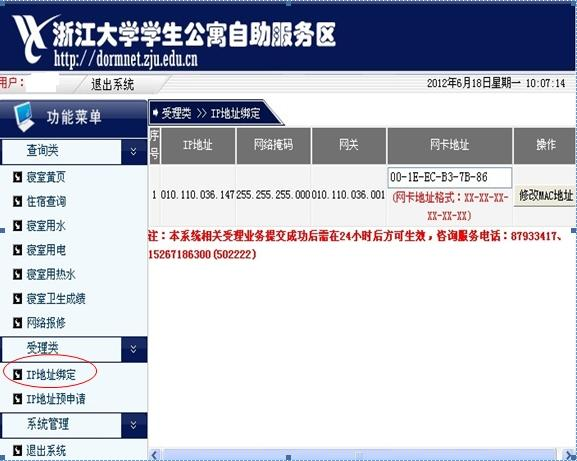 浙江大学学生公寓自助服务区
http://dormnet.zju.edu.cn
用户：
退出系统
2012年6月18日星期一 10:07:14
功能菜单
查询类
寝室黄页
住宿查询
寝室用水
寝室用电
寝室用热水
寝室卫生成绩
网络报修
受理类
IP地址绑定
IP地址预申请
系统管理
退出系统
受理类 >> IP地址绑定
序号 IP地址 网络掩码 网关 网卡地址 操作
1 010.110.036.147 255.255.255.000 010.110.036.001 00-1E-EC-B3-7B-86 修改MAC地址
(网卡地址格式：XX-XX-XX-
XX-XX-XX)
注：本系统相关受理业务提交成功后需在24小时后方可生效，咨询服务电话：87933417、
15267186300(502222)